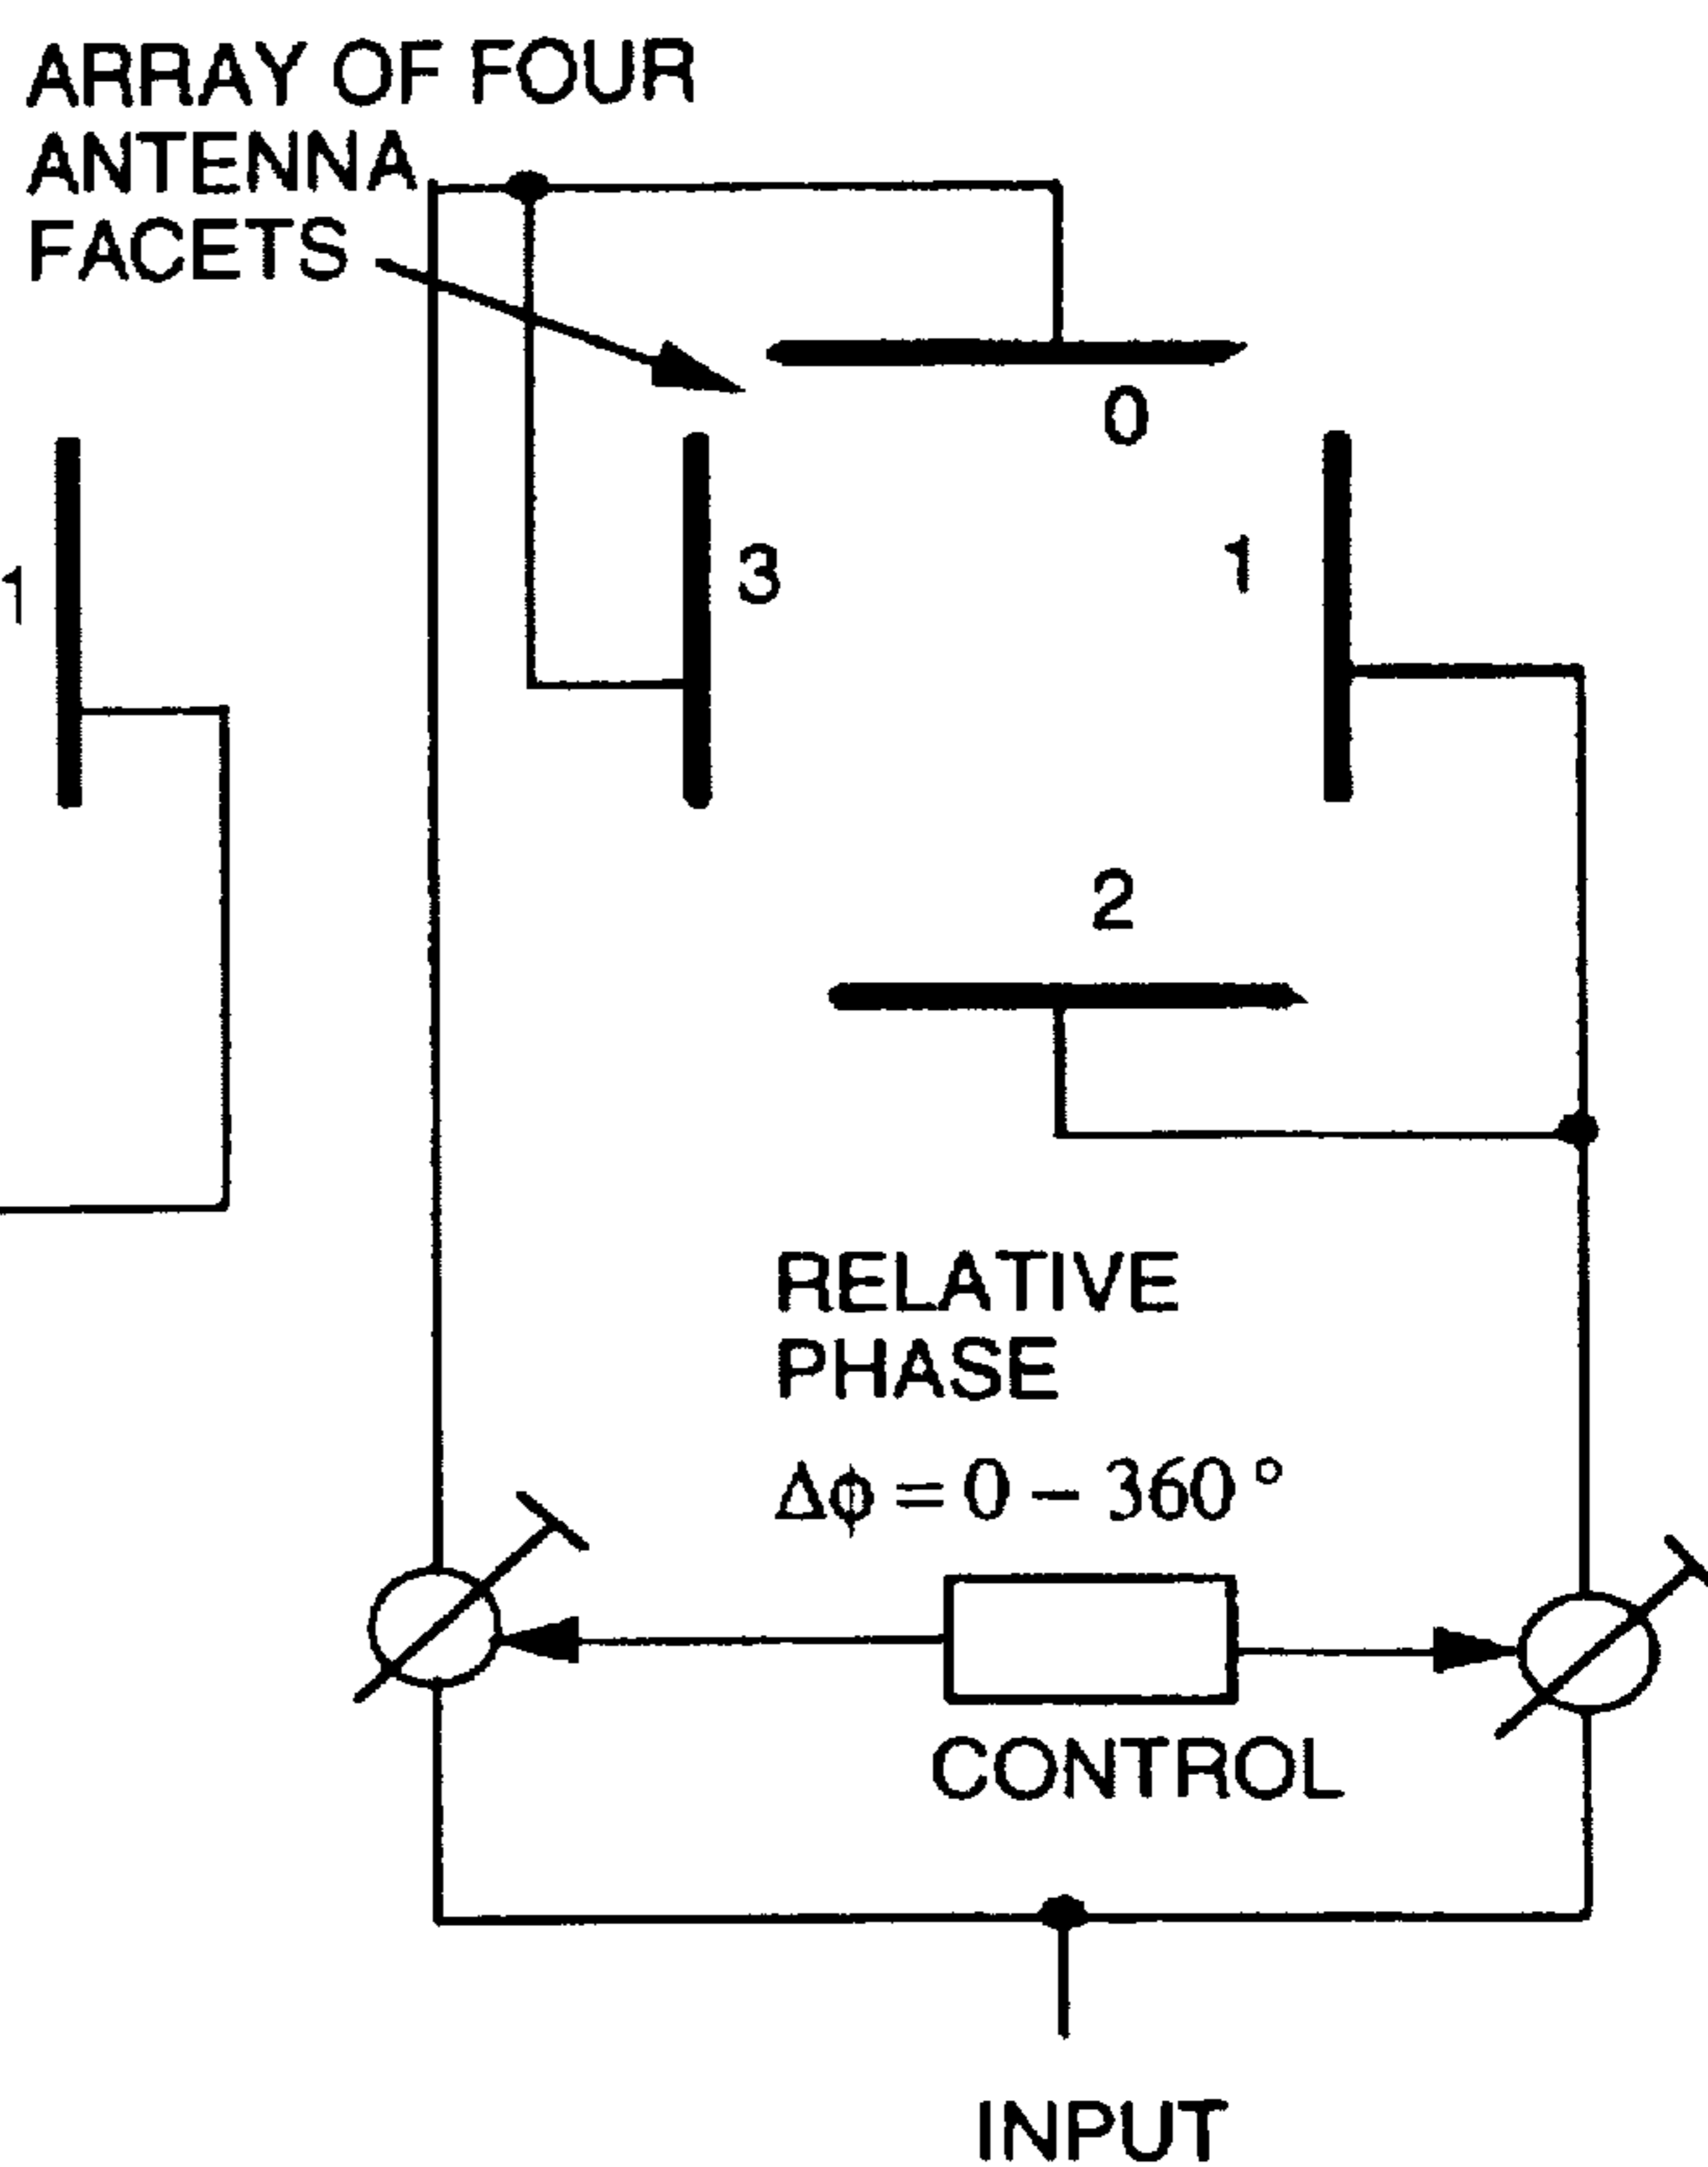 ARRAY OF FOUR
ANTENNA
FACETS
0
1
3
1
2
RELATIVE
PHASE
Δϕ = 0 – 360°
CONTROL
INPUT